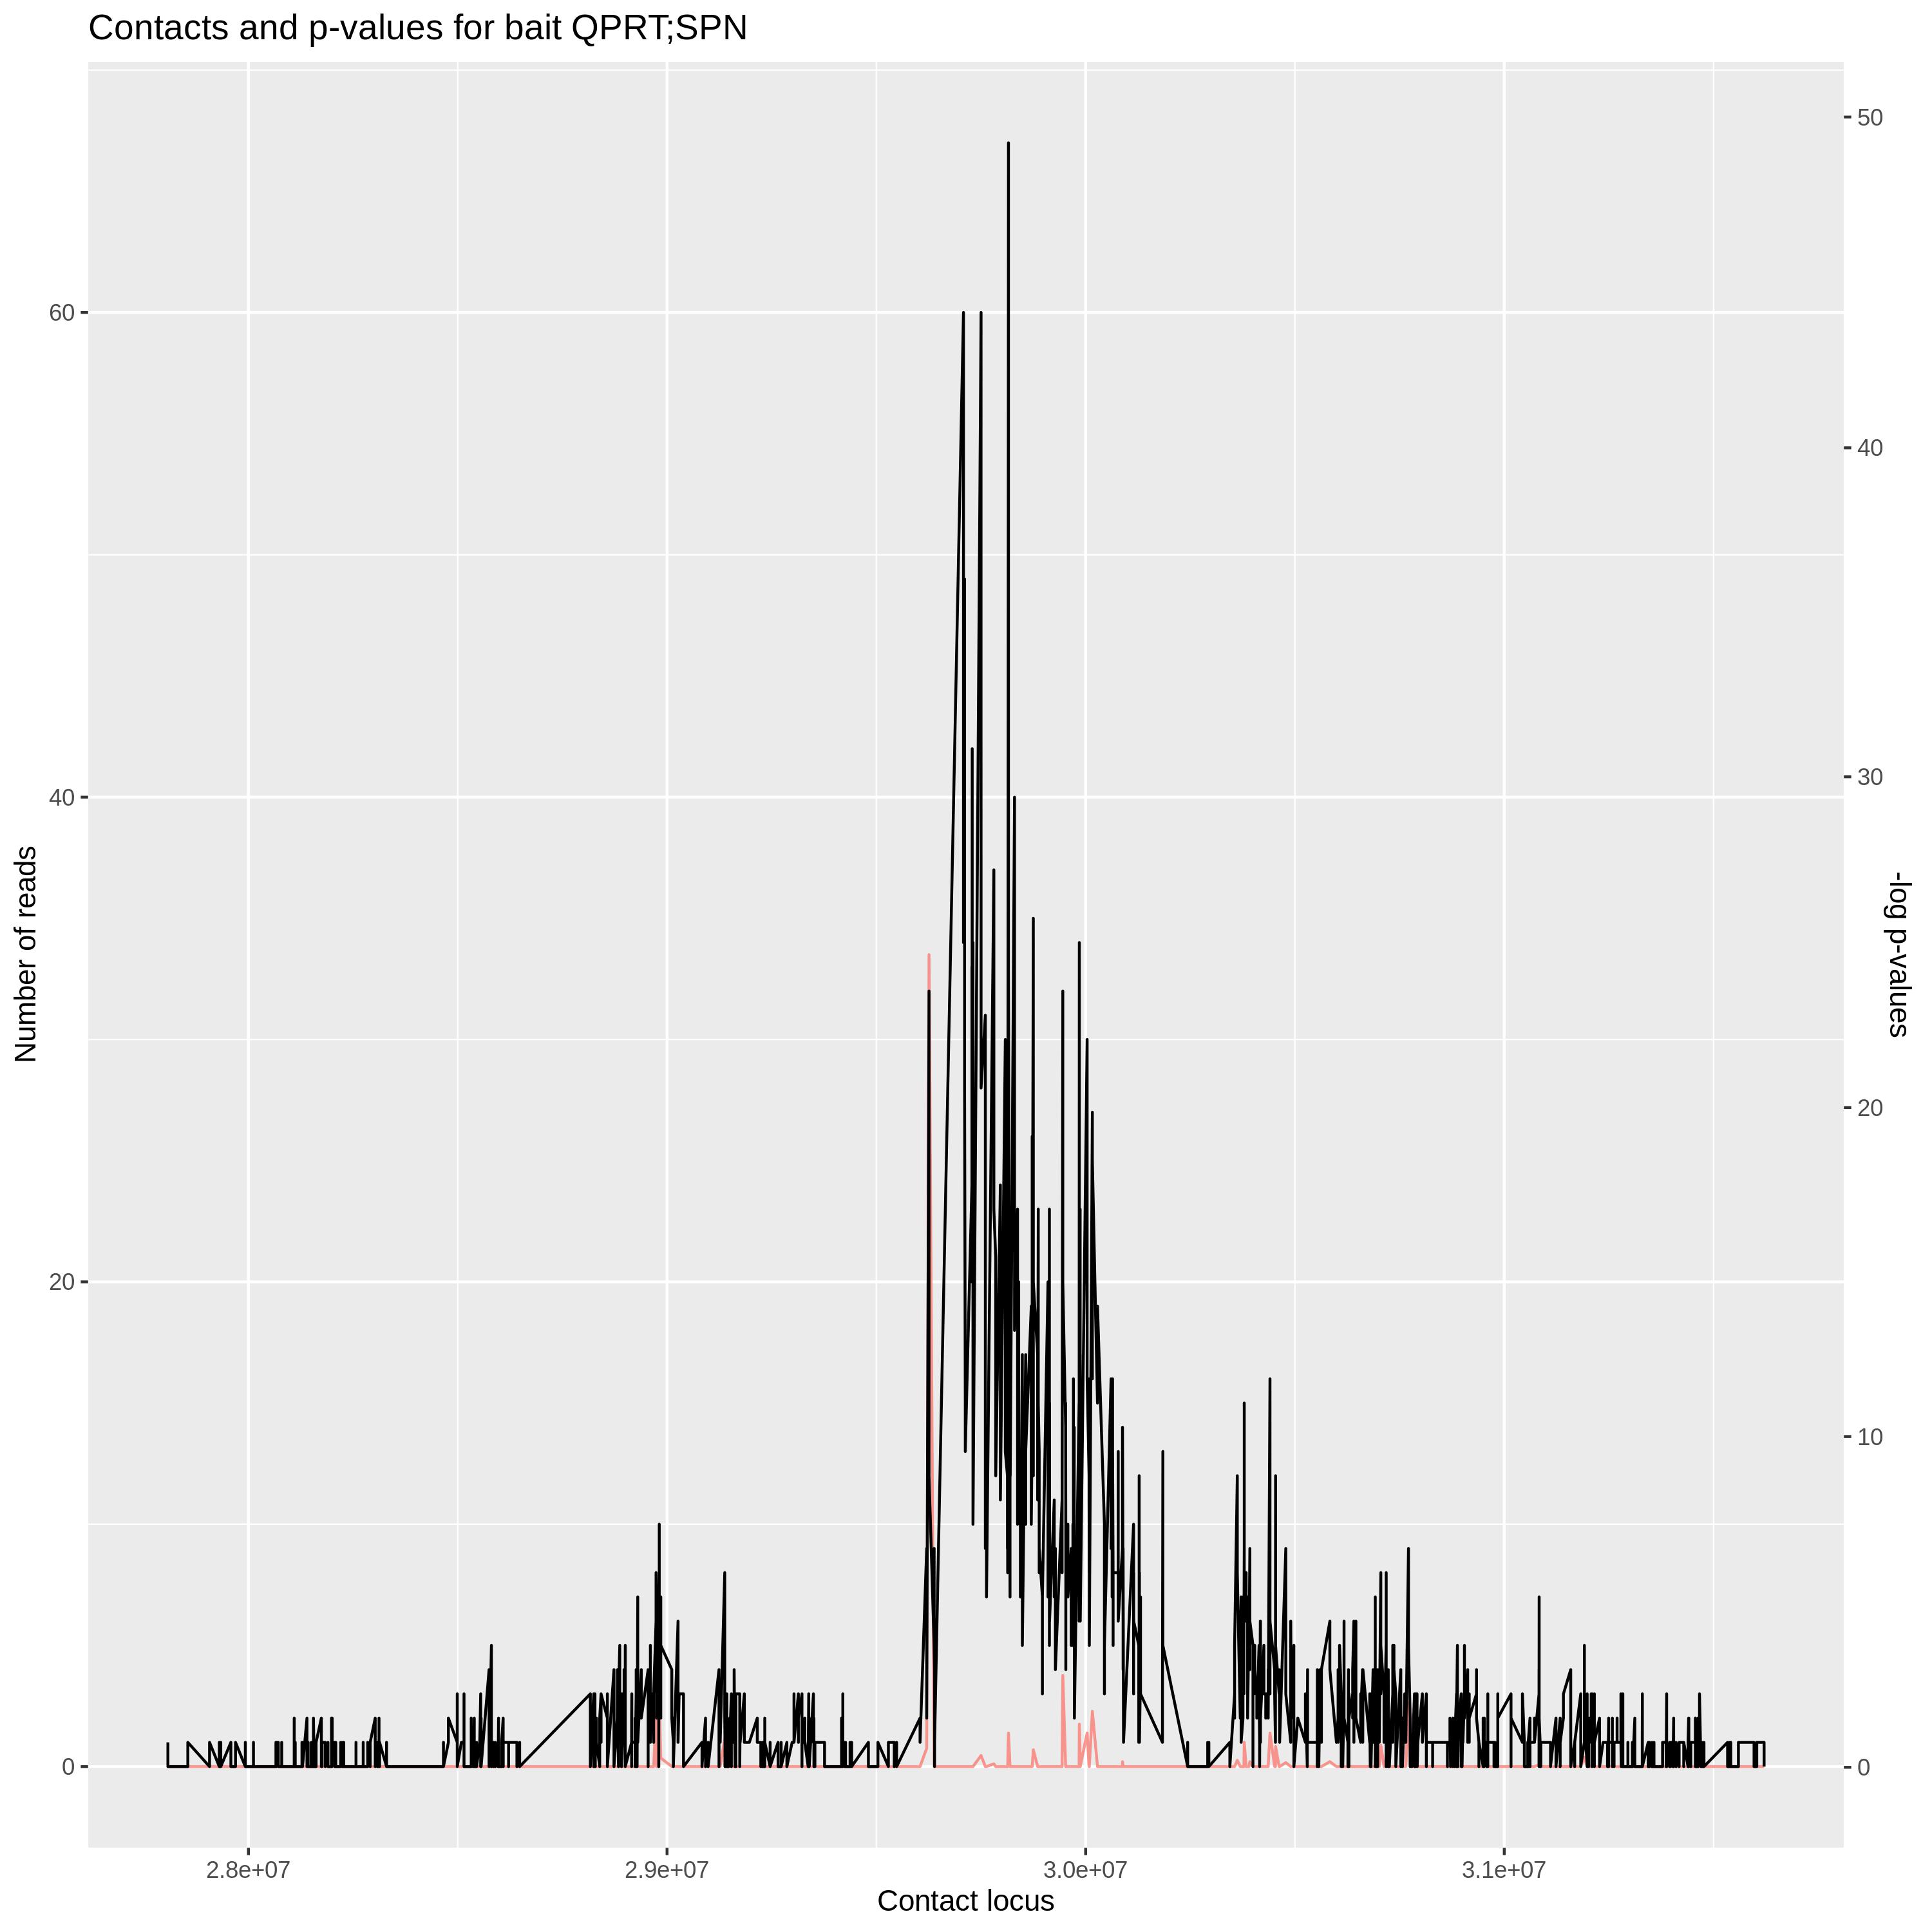 Contacts and p-values for bait QPRT;SPN
60
40
20
0
50
40
30
20
10
0
Number of reads
-log p-values
2.8e+07
2.9e+07
3.0e+07
3.1e+07
Contact locus